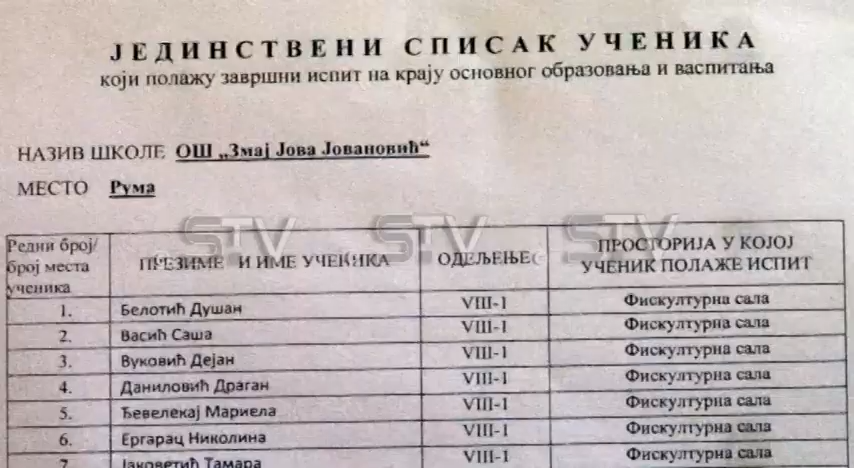 ЈЕДИНСТВЕНИ СПИСАК УЧЕНИКА
који полажу завршни испит на крају основног образовања и васпитања
НАЗИВ ШКОЛЕ ОШ „Змај Јова Јовановић“
МЕСТО Рума
STV STV STV
Редни број/ број места ученика ПРЕЗИМЕ И ИМЕ УЧЕНИКА ОДЕЉЕЊЕ ПРОСТОРИЈА У КОЈОЈ УЧЕНИК ПОЛАЖЕ ИСПИТ
1. Белотић Душан VIII-1 Фискултурна сала
2. Васић Саша VIII-1 Фискултурна сала
3. Вуковић Дејан VIII-1 Фискултурна сала
4. Даниловић Драган VIII-1 Фискултурна сала
5. Ђевелекај Мариела VIII-1 Фискултурна сала
6. Ергарац Николина VIII-1 Фискултурна сала
7. Јаковетић Тамара VIII-1 Фискултурна сала